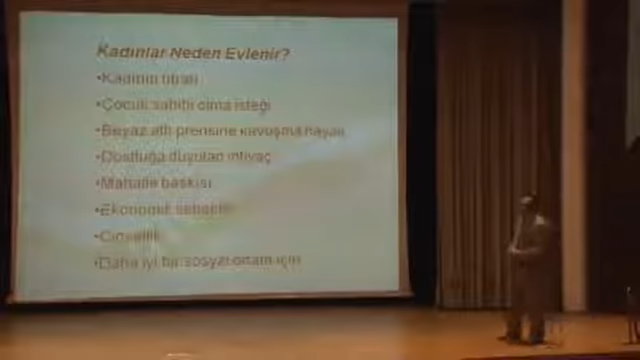 Kadınlar Neden Evlenir?
•Kadının fıtratı
•Çocuk sahibi olma isteği
•Beyaz atlı prensine kavuşma hayali
•Dostluğa duyulan ihtiyaç
•Mahalle baskısı
•Ekonomik sebepler
•Cinsellik
•Daha iyi bir sosyal ortam için